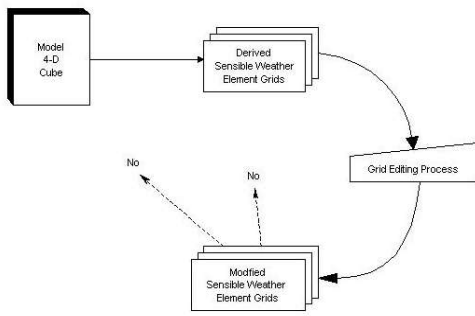 Model
4-D
Cube
Derived
Sensible Weather
Element Grids
Grid Editing Process
No
No
Modfied
Sensible Weather
Element Grids